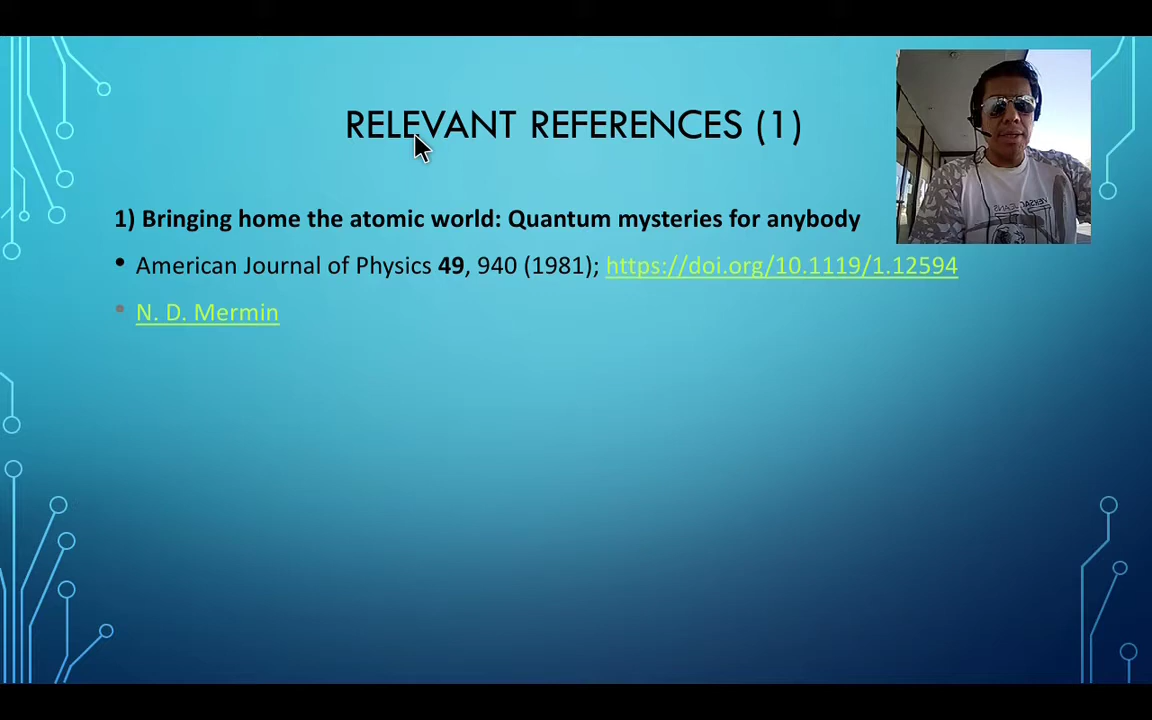 RELEVANT REFERENCES (1)
1) Bringing home the atomic world: Quantum mysteries for anybody
• American Journal of Physics 49, 940 (1981); https://doi.org/10.1119/1.12594
• N. D. Mermin